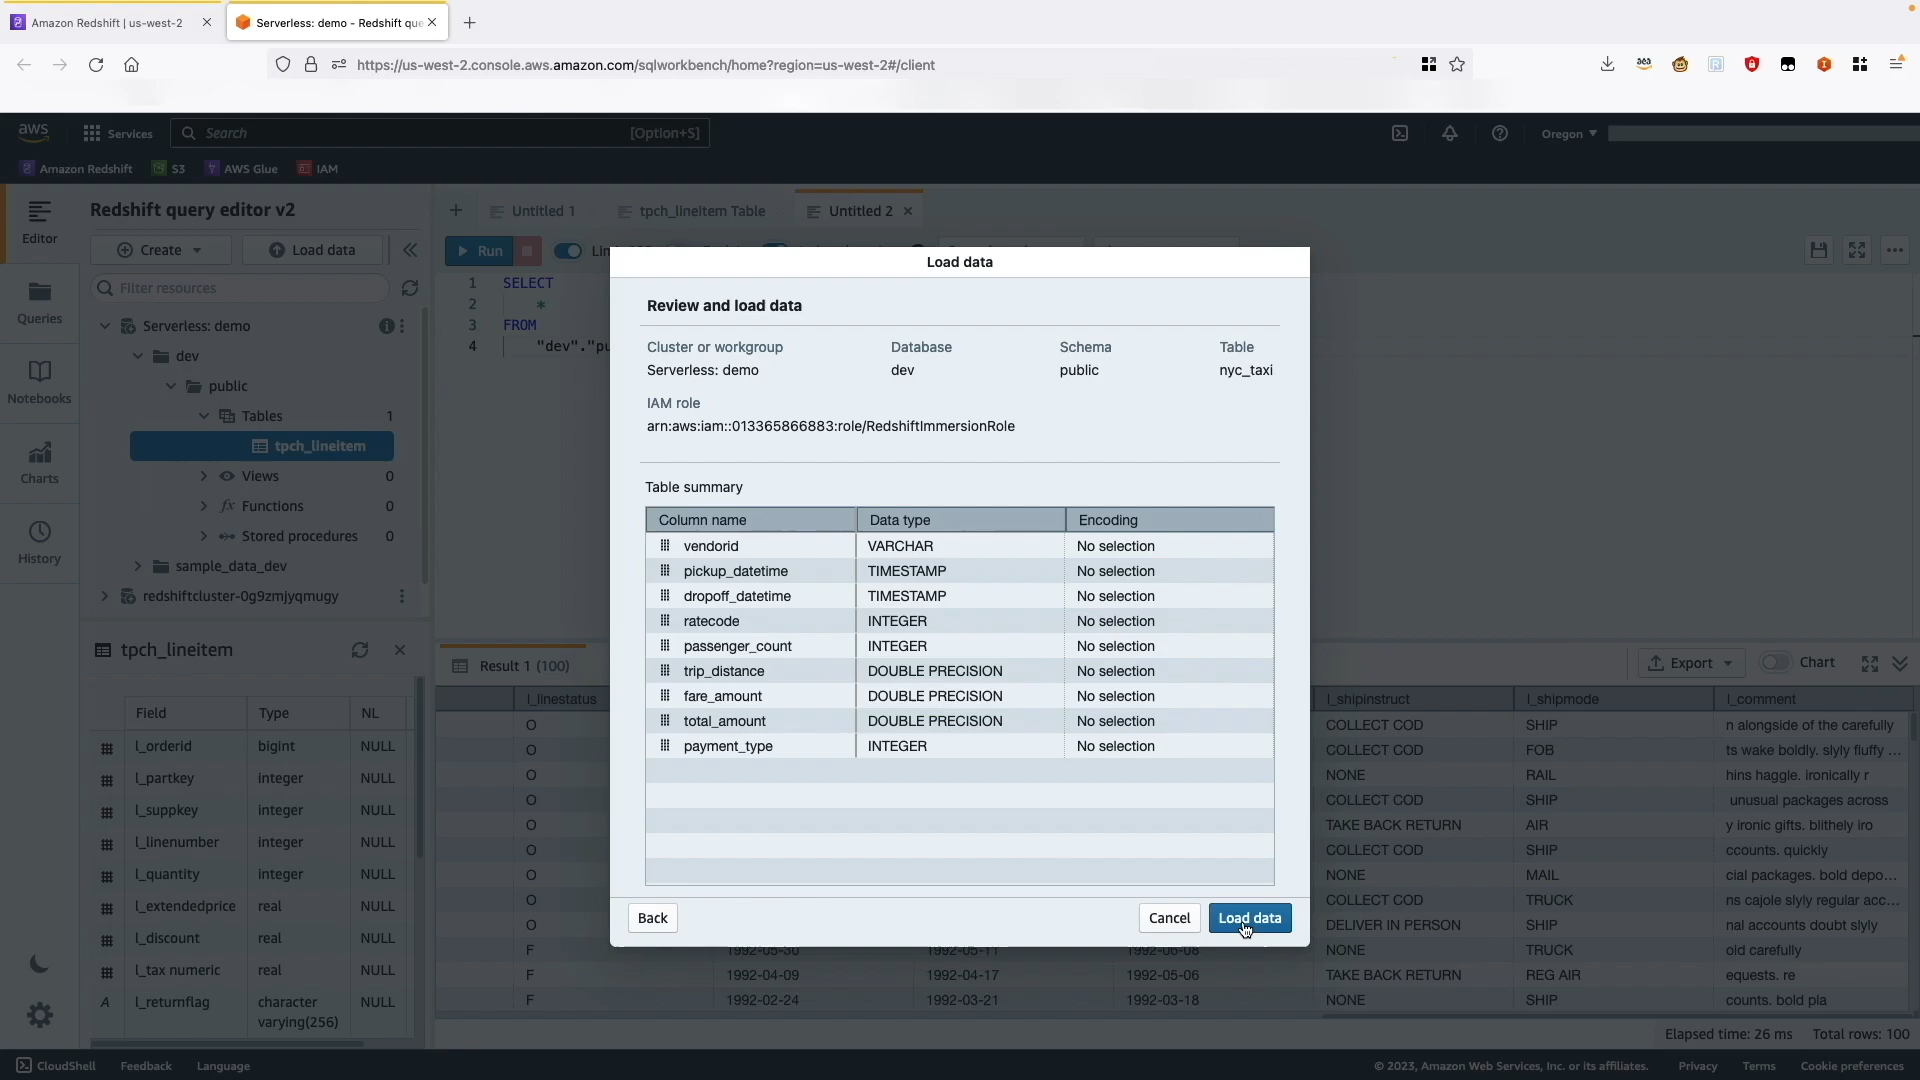 Amazon Redshift | us-west-2
Serverless: demo - Redshift que
https://us-west-2.console.aws.amazon.com/sqlworkbench/home?region=us-west-2#/client
aws
Services
Search
[Option+S]
Oregon
Amazon Redshift
S3
AWS Glue
IAM
Editor
Queries
Notebooks
Charts
History
Redshift query editor v2
Create
Load data
Filter resources
Serverless: demo
dev
public
Tables 1
tpch_lineitem
Views 0
Functions 0
Stored procedures 0
sample_data_dev
redshiftcluster-0g9zmjyqmugy
tpch_lineitem
Field Type NL
l_orderid bigint NULL
l_partkey integer NULL
l_suppkey integer NULL
l_linenumber integer NULL
l_quantity integer NULL
l_extendedprice real NULL
l_discount real NULL
l_tax numeric real NULL
l_returnflag character NULL
varying(256)
Untitled 1
tpch_lineitem Table
Untitled 2
Run
1 SELECT
2 *
3 FROM
4 "dev"."pu
Load data
Review and load data
Cluster or workgroup Database Schema Table
Serverless: demo dev public nyc_taxi
IAM role
arn:aws:iam::013365866883:role/RedshiftImmersionRole
Table summary
Column name Data type Encoding
vendorid VARCHAR No selection
pickup_datetime TIMESTAMP No selection
dropoff_datetime TIMESTAMP No selection
ratecode INTEGER No selection
passenger_count INTEGER No selection
trip_distance DOUBLE PRECISION No selection
fare_amount DOUBLE PRECISION No selection
total_amount DOUBLE PRECISION No selection
payment_type INTEGER No selection
Back
Cancel
Load data
Result 1 (100)
Export
Chart
l_linestatus l_shipinstruct l_shipmode l_comment
O COLLECT COD SHIP n alongside of the carefully
O COLLECT COD FOB ts wake boldly. slyly fluffy ...
O NONE RAIL hins haggle. ironically r
O COLLECT COD SHIP unusual packages across
O TAKE BACK RETURN AIR y ironic gifts. blithely iro
O COLLECT COD SHIP ccounts. quickly
O NONE MAIL cial packages. bold depo...
O COLLECT COD TRUCK ns cajole slyly regular acc...
O DELIVER IN PERSON SHIP nal accounts doubt slyly
F 1992-05-30 1992-05-11 1992-06-08 NONE TRUCK old carefully
F 1992-04-09 1992-04-17 1992-05-06 TAKE BACK RETURN REG AIR equests. re
F 1992-02-24 1992-03-21 1992-03-18 NONE SHIP counts. bold pla
Elapsed time: 26 ms Total rows: 100
CloudShell
Feedback
Language
© 2023, Amazon Web Services, Inc. or its affiliates.
Privacy
Terms
Cookie preferences